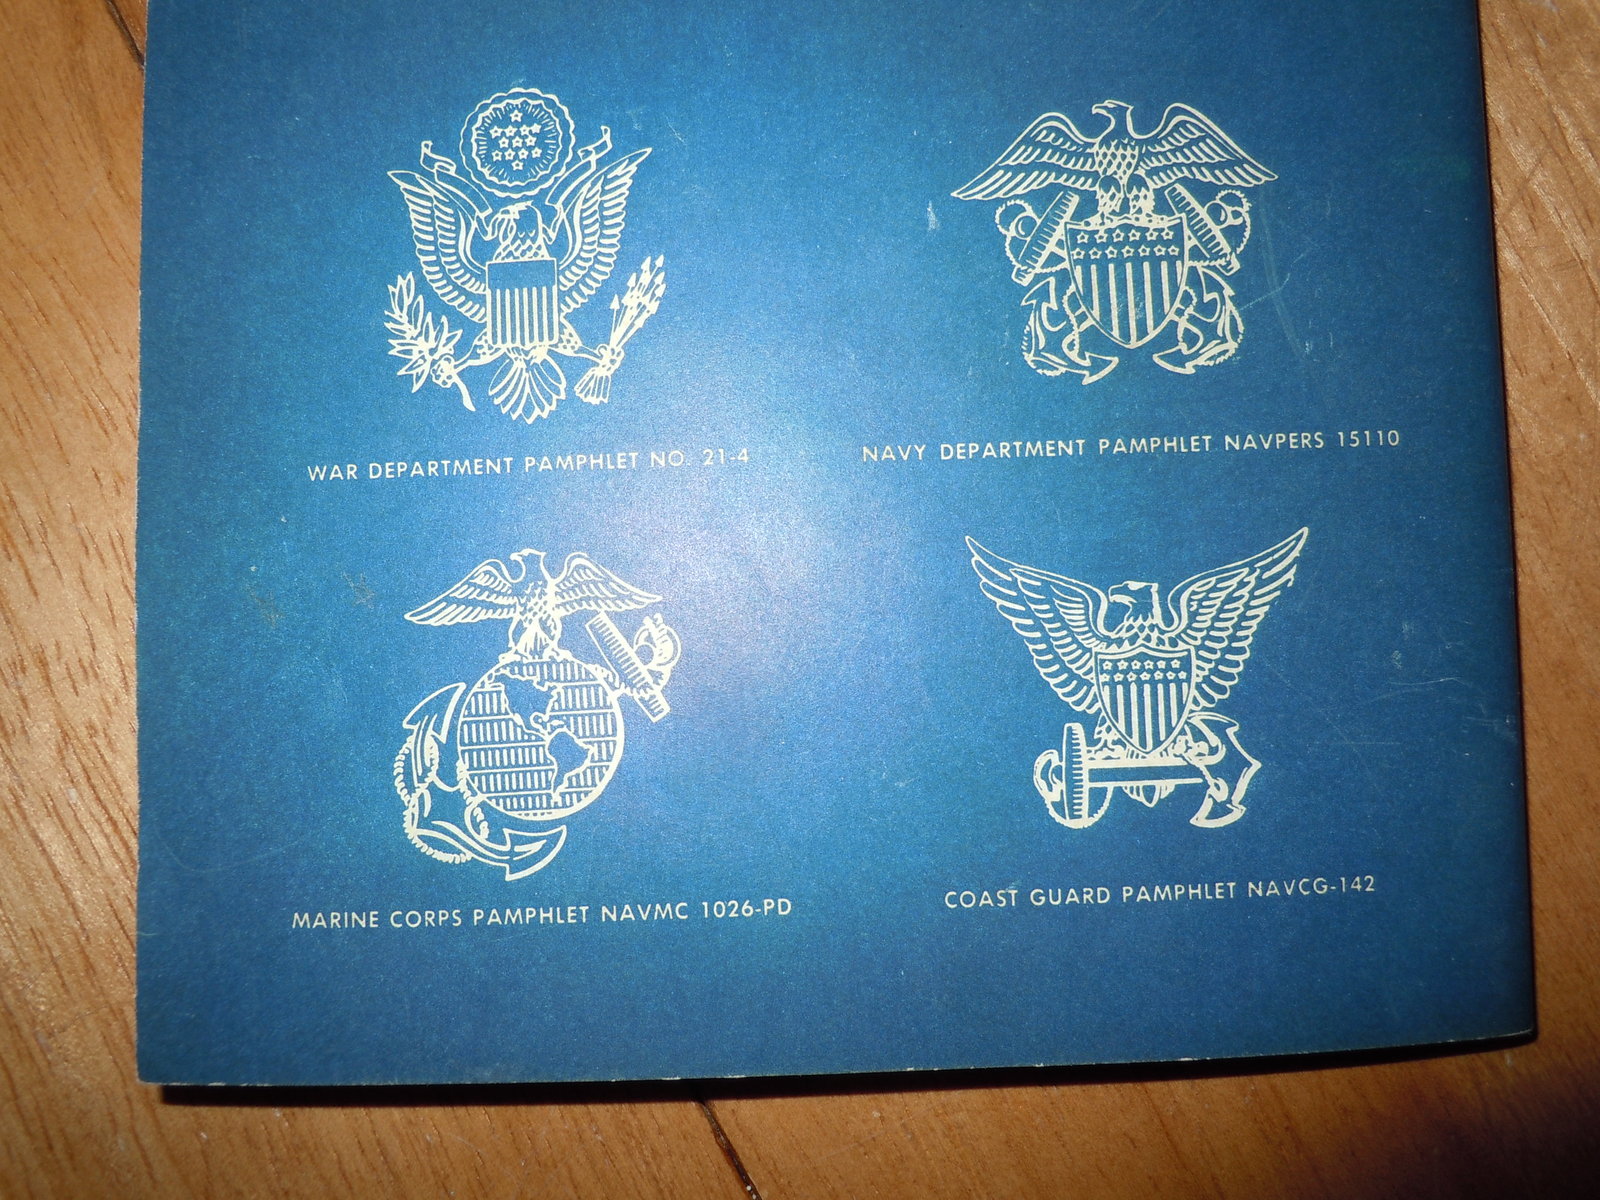 WAR DEPARTMENT PAMPHLET NO. 21-4
NAVY DEPARTMENT PAMPHLET NAVPERS 15110
MARINE CORPS PAMPHLET NAVMC 1026-PD
COAST GUARD PAMPHLET NAVCG-142